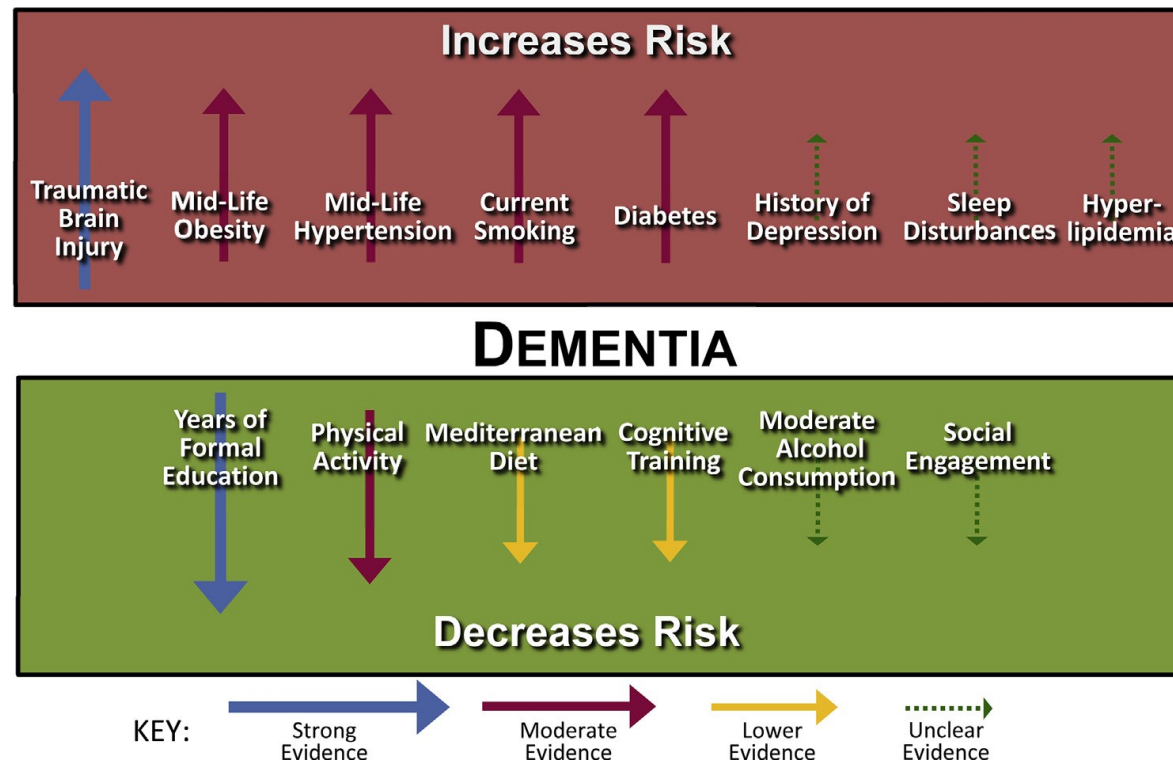 Increases Risk
Traumatic
Brain
Injury
Mid-Life
Obesity
Mid-Life
Hypertension
Current
Smoking
Diabetes
History of
Depression
Sleep
Disturbances
Hyper-
lipidemia
DEMENTIA
Years of
Formal
Education
Physical
Activity
Mediterranean
Diet
Cognitive
Training
Moderate
Alcohol
Consumption
Social
Engagement
Decreases Risk
KEY:
Strong
Evidence
Moderate
Evidence
Lower
Evidence
Unclear
Evidence